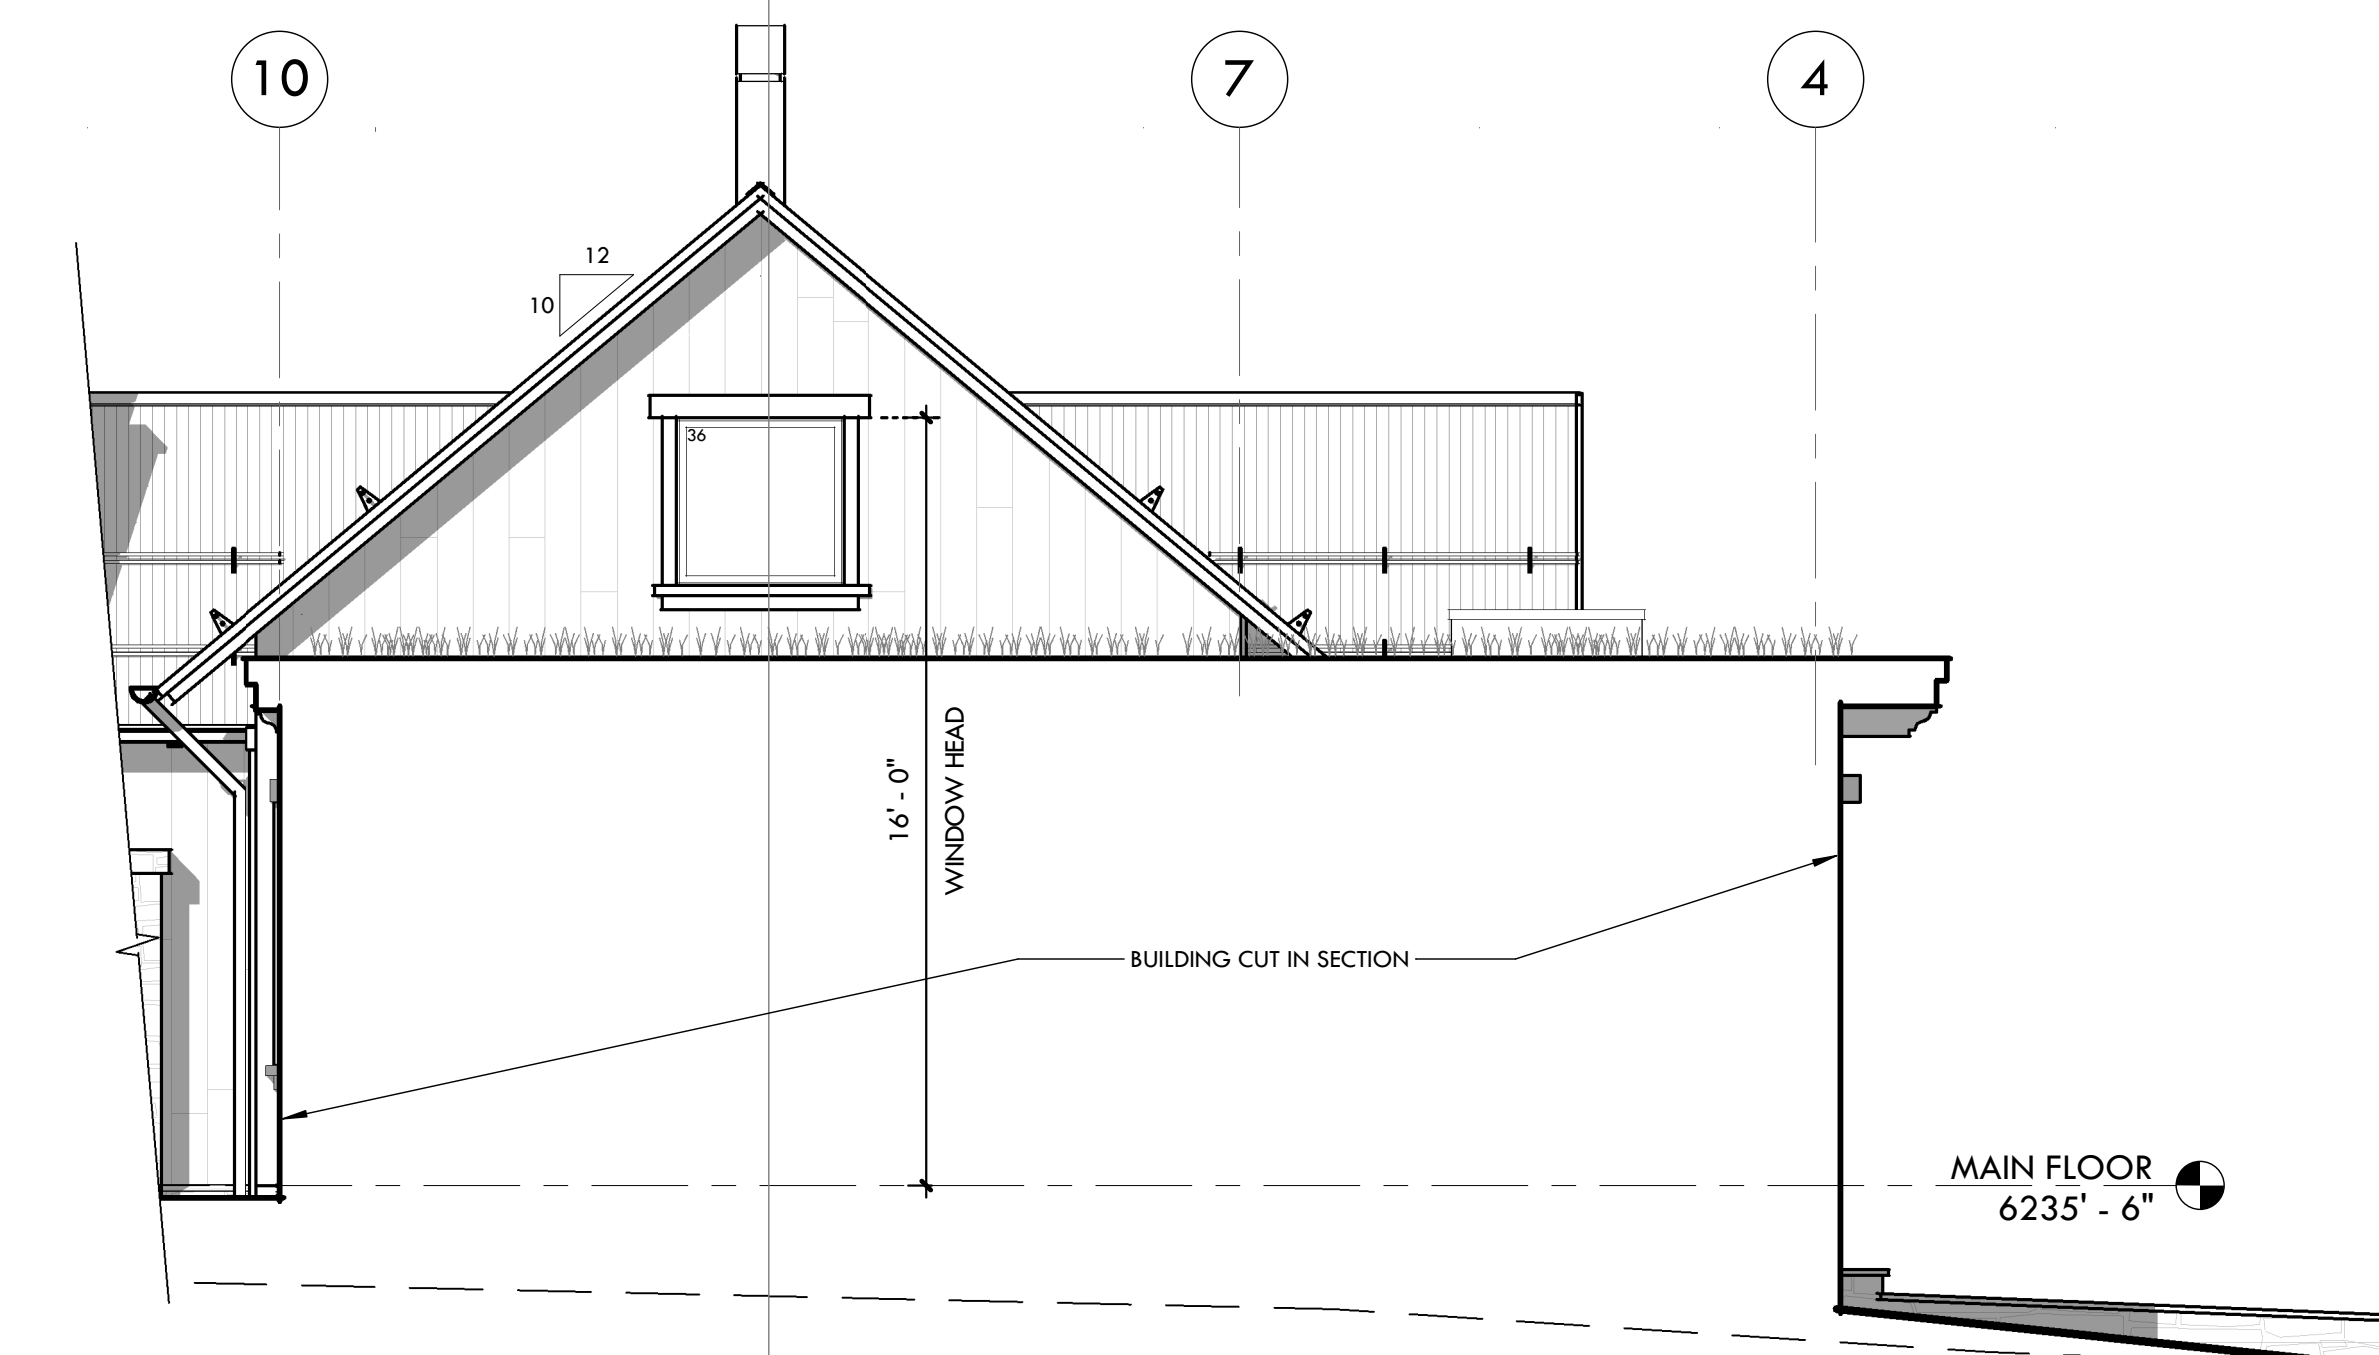 10
7
4
12
10
36
16' - 0"
WINDOW HEAD
BUILDING CUT IN SECTION
MAIN FLOOR
6235' - 6"